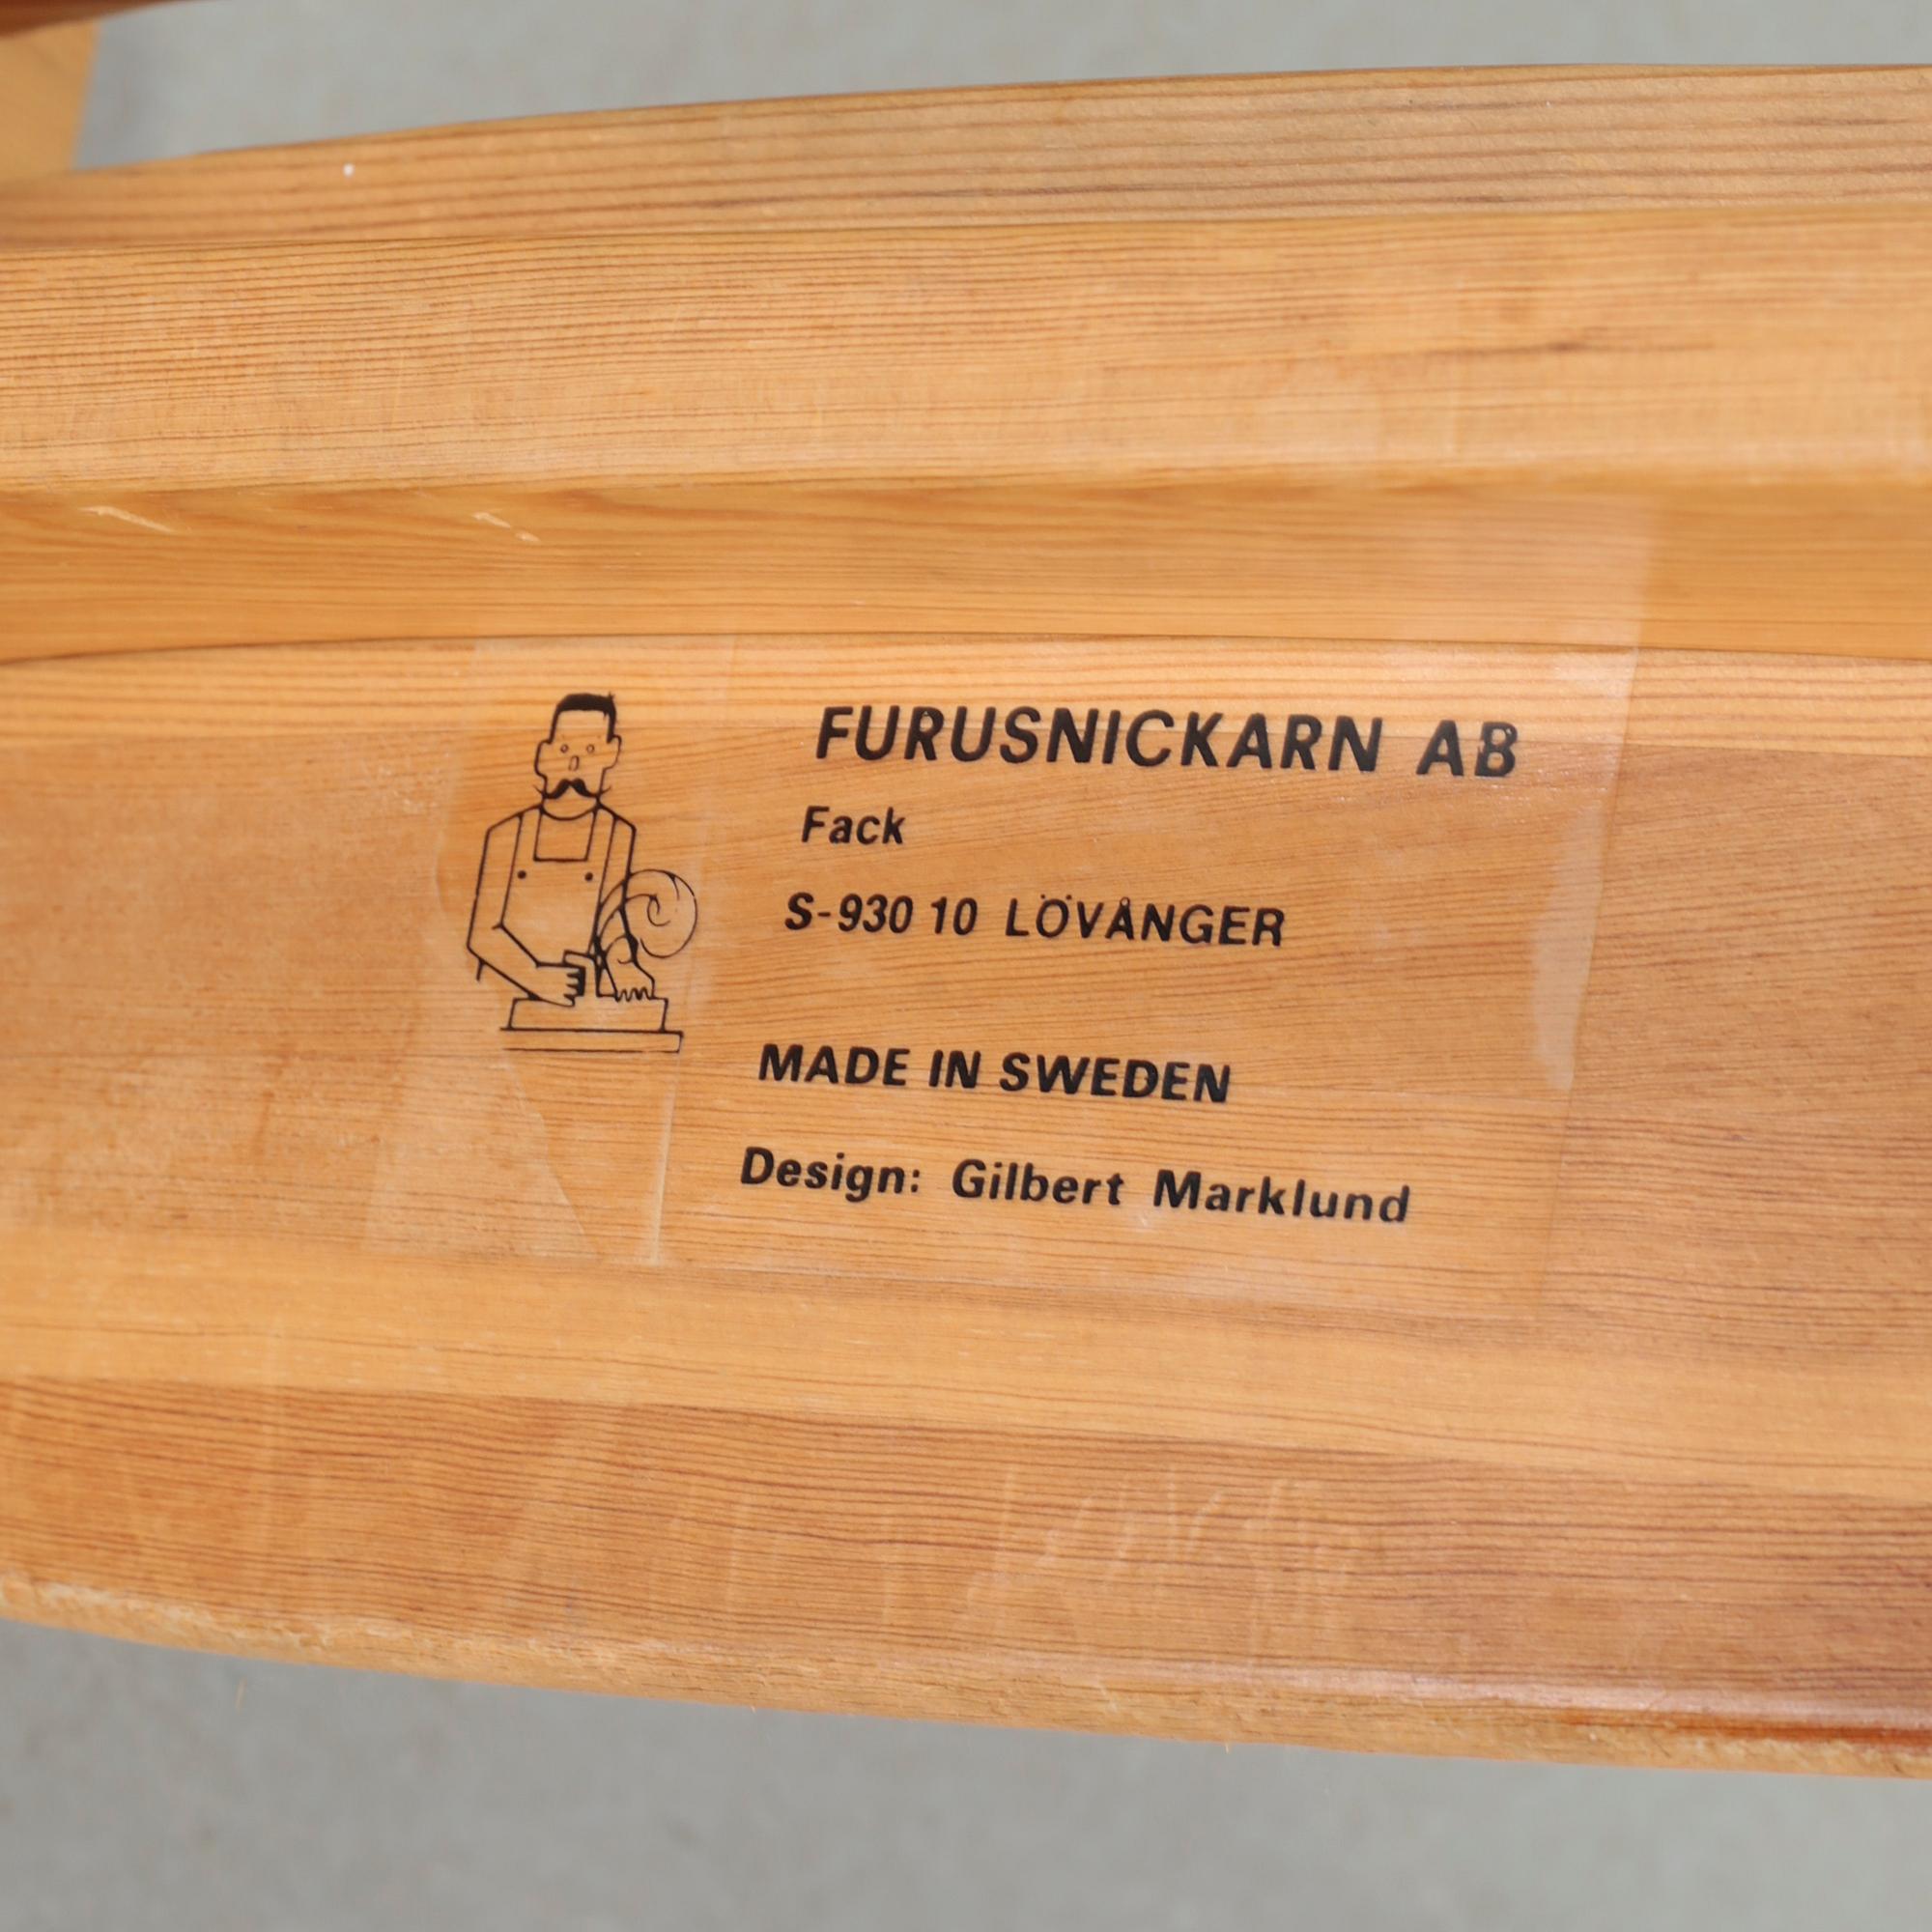 FURUSNICKARN AB
Fack
S-930 10 LÖVÅNGER
MADE IN SWEDEN
Design: Gilbert Marklund